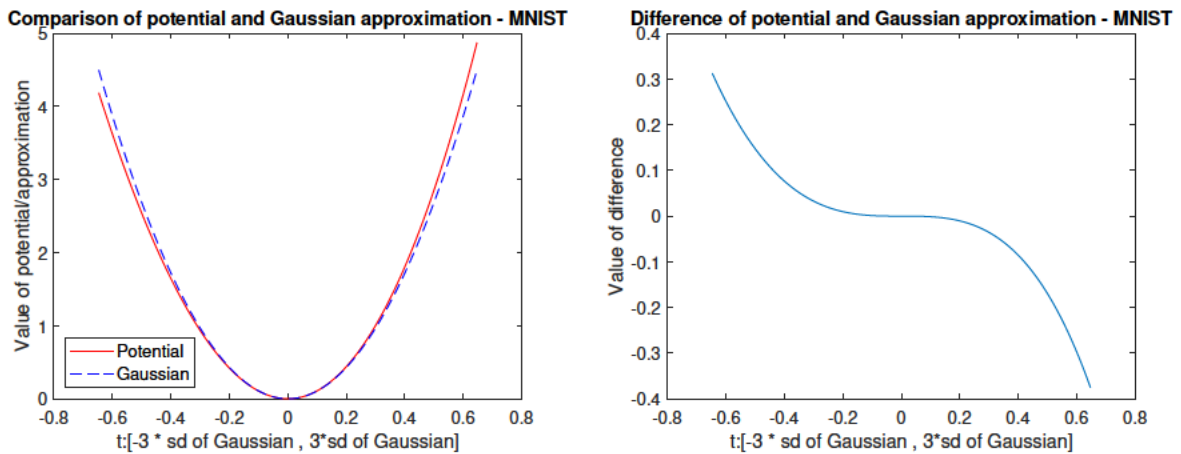 Comparison of potential and Gaussian approximation - MNIST
Value of potential/approximation
5
4
3
2
1
0
-0.8 -0.6 -0.4 -0.2 0 0.2 0.4 0.6 0.8
Potential
Gaussian
t:[-3 * sd of Gaussian , 3*sd of Gaussian]
Difference of potential and Gaussian approximation - MNIST
Value of difference
0.4
0.3
0.2
0.1
0
-0.1
-0.2
-0.3
-0.4
-0.8 -0.6 -0.4 -0.2 0 0.2 0.4 0.6 0.8
t:[-3 * sd of Gaussian , 3*sd of Gaussian]